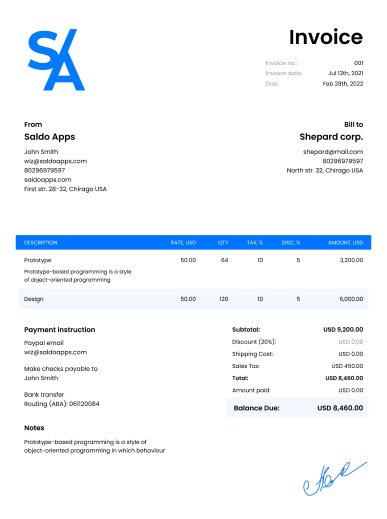 S/A
Invoice
Invoice no.: 001
Invoice date: Jul 13th, 2021
Due: Feb 28th, 2022
From
Saldo Apps
John Smith
wiz@saldoapps.com
80296979597
saldoapps.com
First str. 28-32, Chirago USA
Bill to
Shepard corp.
shepard@mail.com
80296979597
North str. 32, Chirago USA
DESCRIPTION RATE, USD QTY TAX, % DISC, % AMOUNT, USD
Prototype 50.00 64 10 5 3,200.00
Prototype-based programming is a style
of object-oriented programming
Design 50.00 120 10 5 6,000.00
Payment instruction
Paypal email
wiz@saldoapps.com
Make checks payable to
John Smith
Bank transfer
Routing (ABA): 061120084
Subtotal: USD 9,200.00
Discount (20%): USD 0.00
Shipping Cost: USD 0.00
Sales Tax: USD 450.00
Total: USD 8,460.00
Amount paid: USD 0.00
Balance Due: USD 8,460.00
Notes
Prototype-based programming is a style of
object-oriented programming in which behaviour